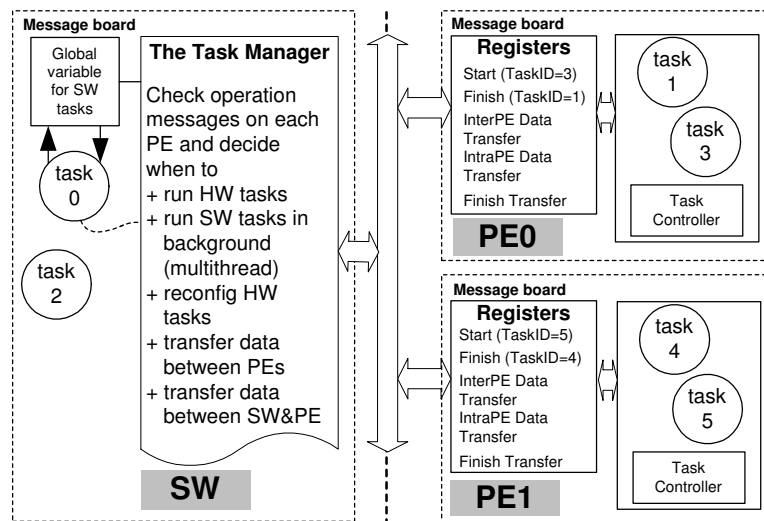 Message board
Global
variable
for SW
tasks
task
0
task
2
The Task Manager
Check operation
messages on each
PE and decide
when to
+ run HW tasks
+ run SW tasks in
background
(multithread)
+ reconfig HW
tasks
+ transfer data
between PEs
+ transfer data
between SW&PE
SW
Message board
Registers
Start (TaskID=3)
Finish (TaskID=1)
InterPE Data
Transfer
IntraPE Data
Transfer
Finish Transfer
PE0
task
1
task
3
Task
Controller
Message board
Registers
Start (TaskID=5)
Finish (TaskID=4)
InterPE Data
Transfer
IntraPE Data
Transfer
Finish Transfer
PE1
task
4
task
5
Task
Controller